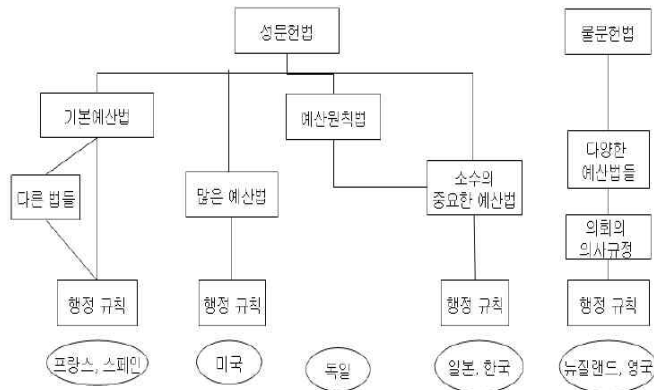 성문헌법
불문헌법
기본예산법
예산원칙법
다른 법들
많은 예산법
소수의
중요한 예산법
다양한
예산법들
의회의
의사규정
행정 규칙
행정 규칙
행정 규칙
행정 규칙
프랑스, 스페인
미국
독일
일본, 한국
뉴질랜드, 영국